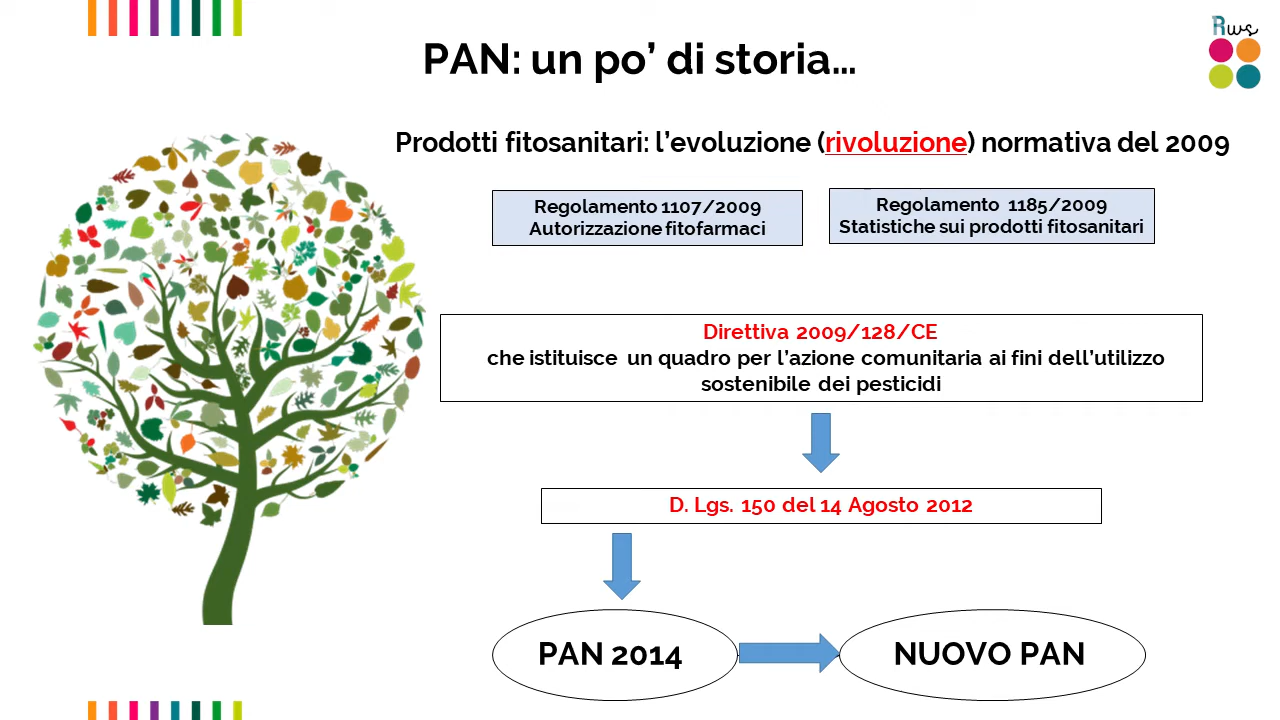 Rws
PAN: un po’ di storia…
Prodotti fitosanitari: l’evoluzione (rivoluzione) normativa del 2009
Regolamento 1107/2009
Autorizzazione fitofarmaci
Regolamento 1185/2009
Statistiche sui prodotti fitosanitari
Direttiva 2009/128/CE
che istituisce un quadro per l’azione comunitaria ai fini dell’utilizzo
sostenibile dei pesticidi
D. Lgs. 150 del 14 Agosto 2012
PAN 2014
NUOVO PAN